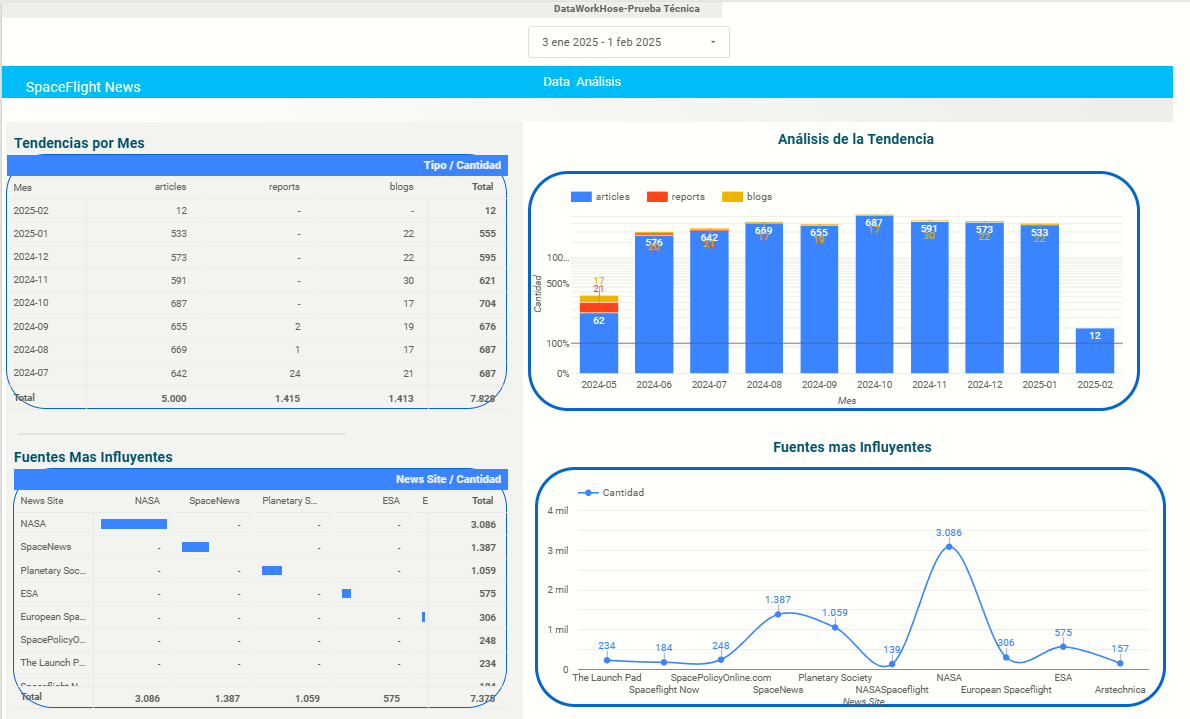 DataWorkHose-Prueba Técnica
3 ene 2025 - 1 feb 2025
SpaceFlight News
Data Análisis
Tendencias por Mes
Tipo / Cantidad
Mes articles reports blogs Total
2025-02 12 - - 12
2025-01 533 - 22 555
2024-12 573 - 22 595
2024-11 591 - 30 621
2024-10 687 - 17 704
2024-09 655 2 19 676
2024-08 669 1 17 687
2024-07 642 24 21 687
Total 5.000 1.415 1.413 7.828
Análisis de la Tendencia
articles reports blogs
100...
500%
100%
0%
Cantidad
17
21
62
576
20
642
21
669
17
655
19
687
17
591
30
573
22
533
22
12
2024-05 2024-06 2024-07 2024-08 2024-09 2024-10 2024-11 2024-12 2025-01 2025-02
Mes
Fuentes Mas Influyentes
News Site / Cantidad
News Site NASA SpaceNews Planetary S... ESA E Total
NASA - - - 3.086
SpaceNews - - - 1.387
Planetary Soc... - - - 1.059
ESA - - - 575
European Spa... - - - - 306
SpacePolicyO... - - - - 248
The Launch P... - - - - 234
Spaceflight N... - - - - 184
Total 3.086 1.387 1.059 575 7.375
Fuentes mas Influyentes
Cantidad
4 mil
3 mil
2 mil
1 mil
0
234 184 248 1.387 1.059 139 3.086 306 575 157
The Launch Pad SpacePolicyOnline.com Planetary Society NASA ESA
Spaceflight Now SpaceNews NASASpaceflight European Spaceflight Arstechnica
News Site